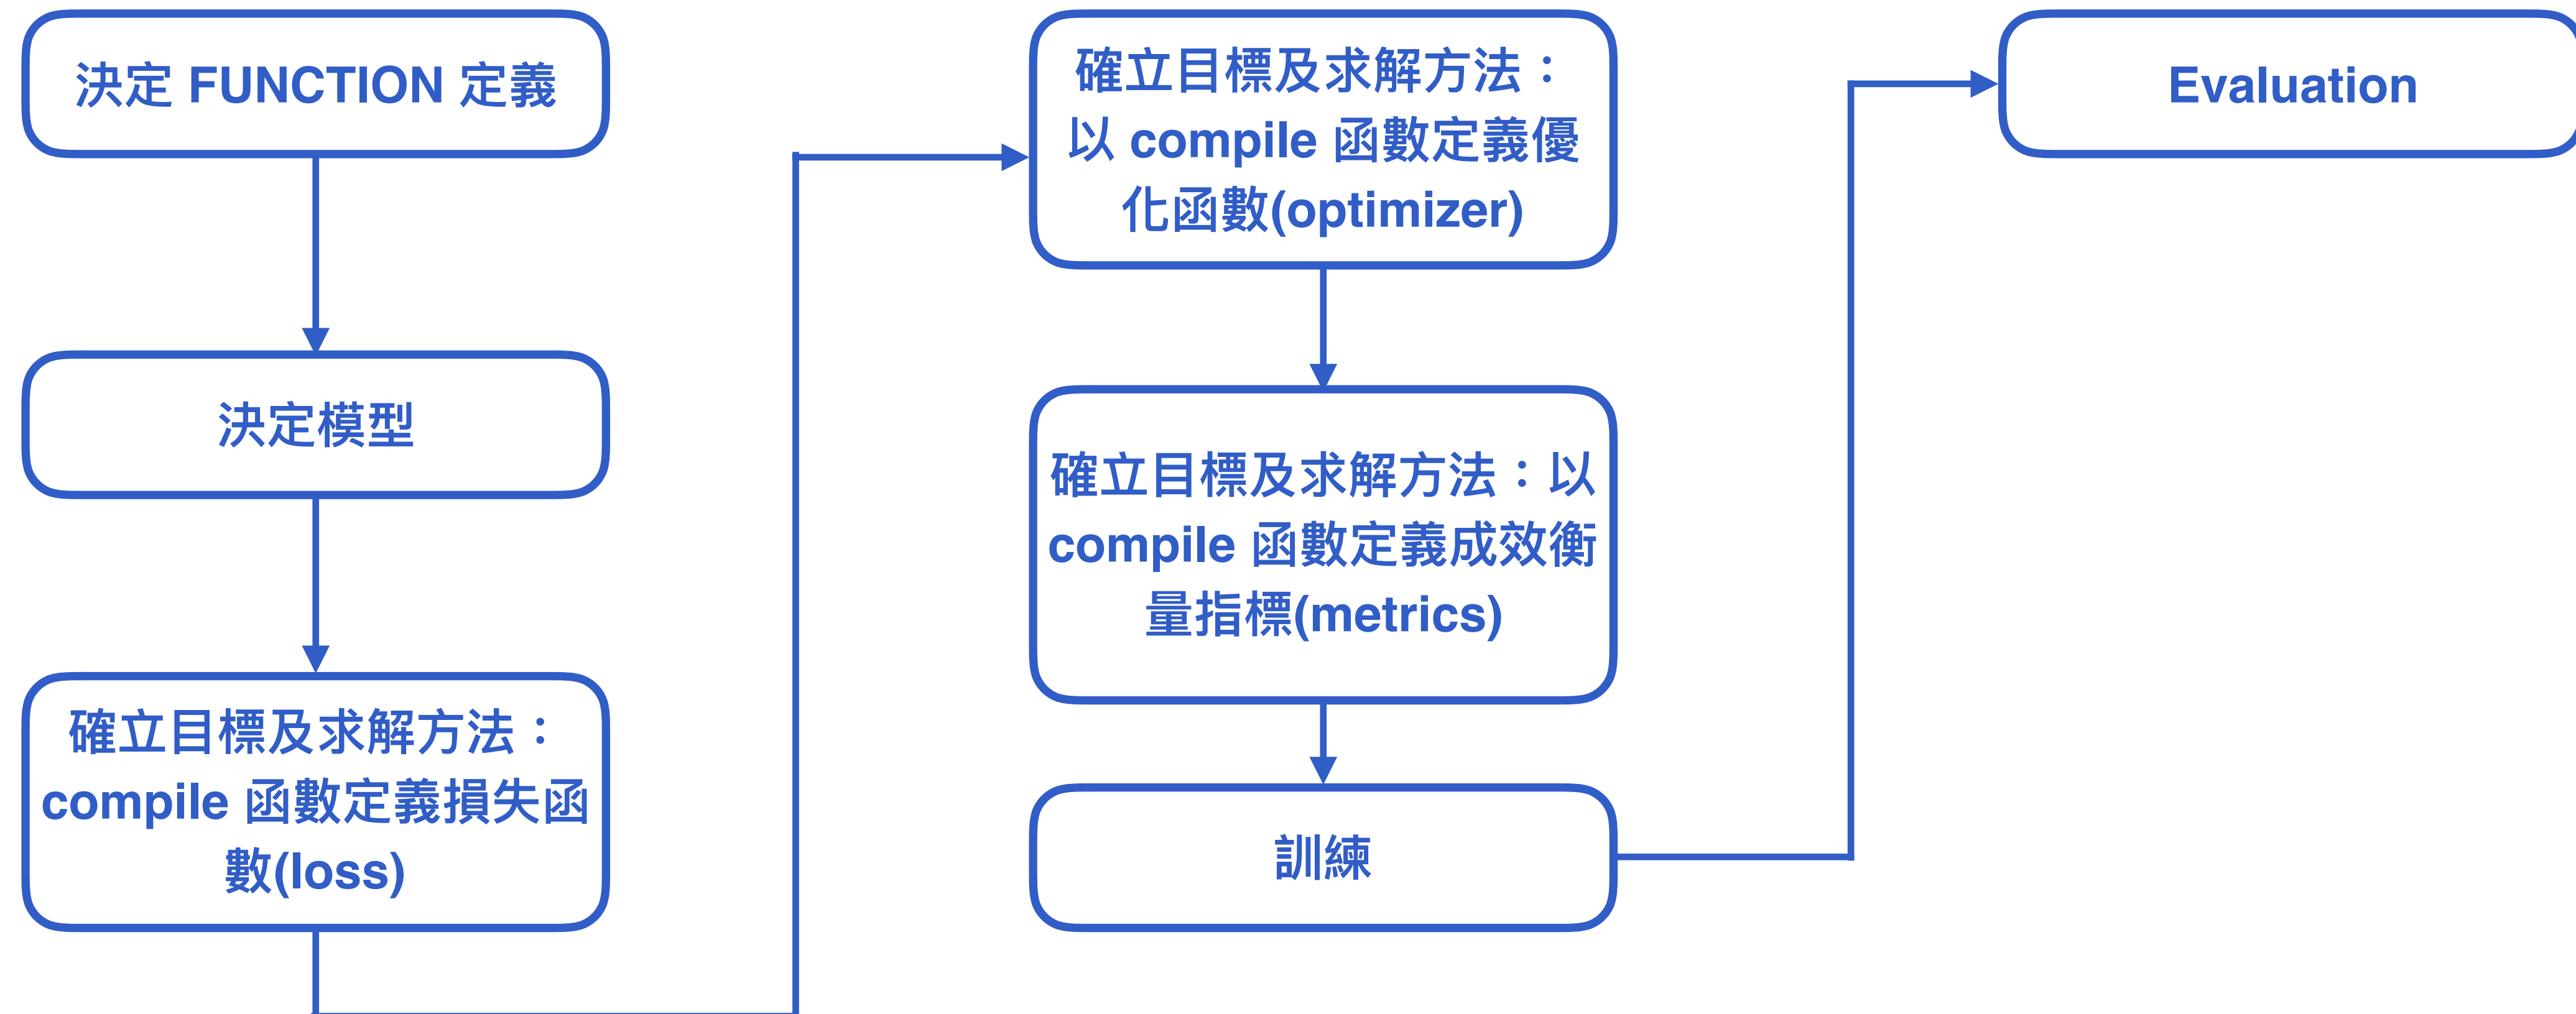 決定 FUNCTION 定義
決定模型
確立目標及求解方法：
compile 函數定義損失函
數(loss)
確立目標及求解方法：
以 compile 函數定義優
化函數(optimizer)
確立目標及求解方法：以
compile 函數定義成效衡
量指標(metrics)
訓練
Evaluation